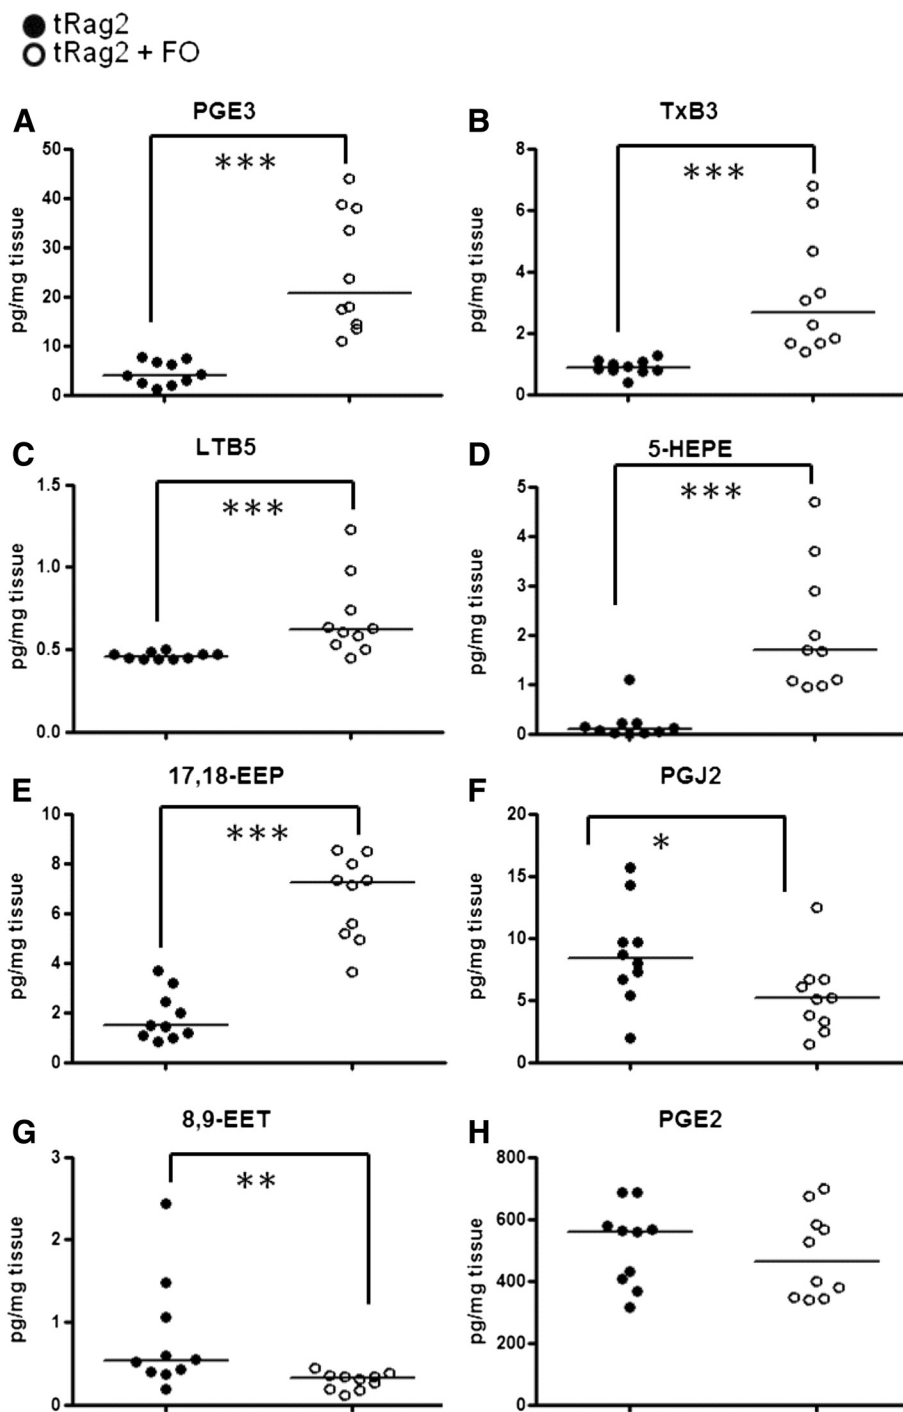 tRag2
tRag2 + FO
A PGE3
***
50
40
30
20
10
0
pg/mg tissue
B TxB3
***
8
6
4
2
0
pg/mg tissue
C LTB5
***
1.5
1.0
0.5
0.0
pg/mg tissue
D 5-HEPE
***
5
4
3
2
1
0
pg/mg tissue
E 17,18-EEP
***
10
8
6
4
2
0
pg/mg tissue
F PGJ2
*
20
15
10
5
0
pg/mg tissue
G 8,9-EET
**
3
2
1
0
pg/mg tissue
H PGE2
800
600
400
200
0
pg/mg tissue